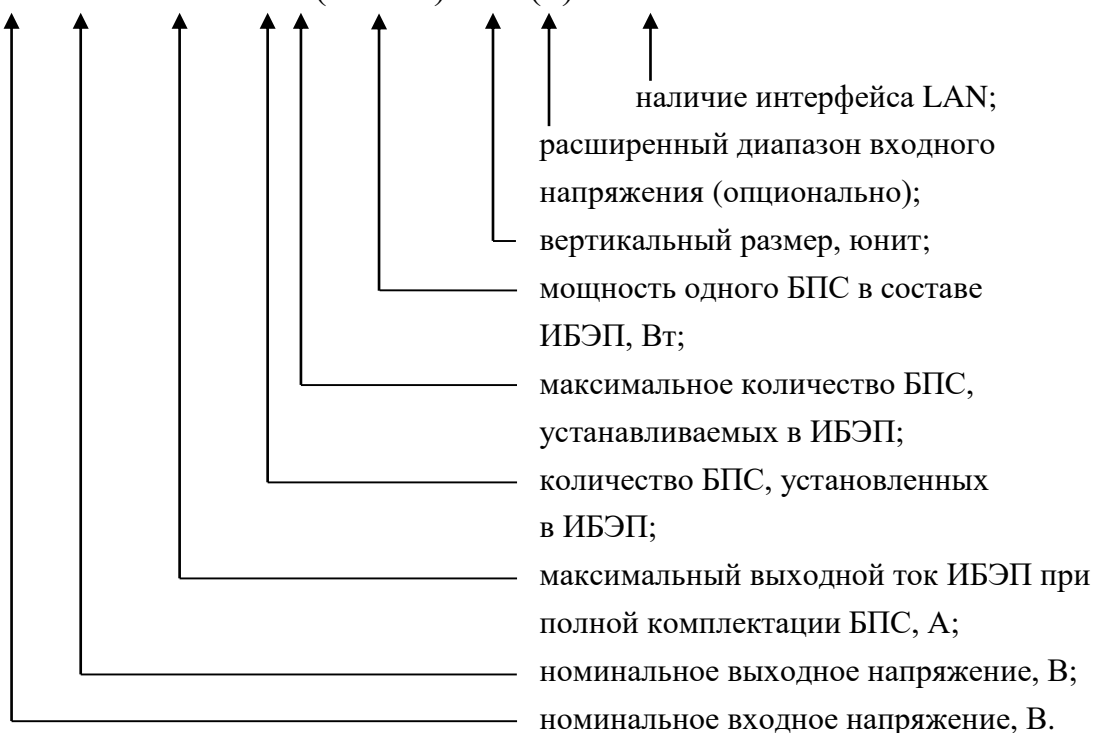 наличие интерфейса LAN;
расширенный диапазон входного
напряжения (опционально);
вертикальный размер, юнит;
мощность одного БПС в составе
ИБЭП, Вт;
максимальное количество БПС,
устанавливаемых в ИБЭП;
количество БПС, установленных
в ИБЭП;
максимальный выходной ток ИБЭП при
полной комплектации БПС, А;
номинальное выходное напряжение, В;
номинальное входное напряжение, В.